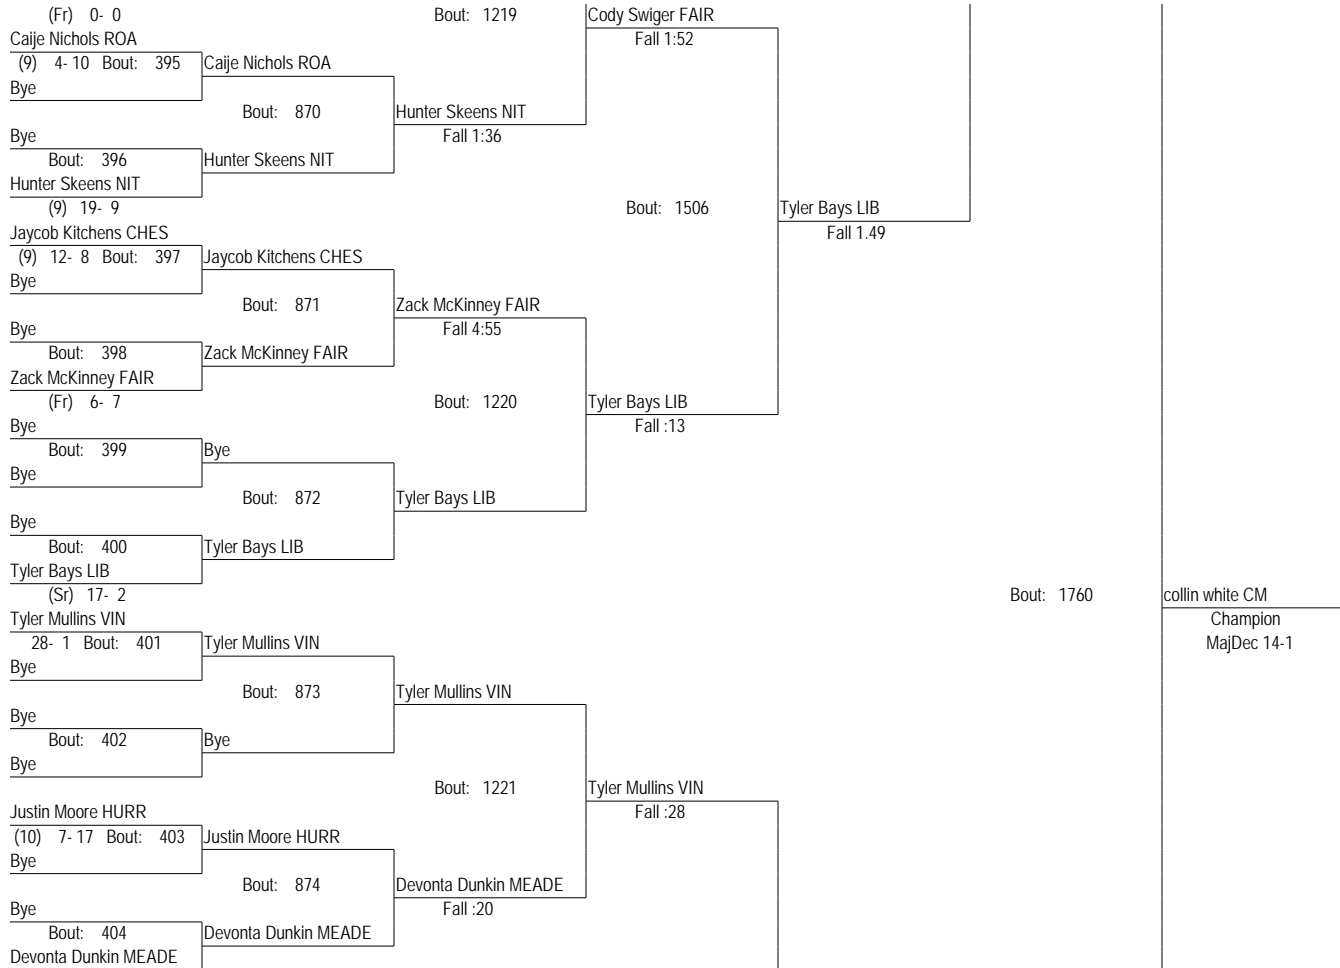 (Fr) 0- 0 Bout: 1219 Cody Swiger FAIR
Caije Nichols ROA Fall 1:52
(9) 4- 10 Bout: 395 Caije Nichols ROA
Bye
Bout: 870 Hunter Skeens NIT
Bye Fall 1:36
Bout: 396 Hunter Skeens NIT
Hunter Skeens NIT
(9) 19- 9 Bout: 1506 Tyler Bays LIB
Jaycob Kitchens CHES Fall 1.49
(9) 12- 8 Bout: 397 Jaycob Kitchens CHES
Bye
Bout: 871 Zack McKinney FAIR
Bye Fall 4:55
Bout: 398 Zack McKinney FAIR
Zack McKinney FAIR
(Fr) 6- 7 Bout: 1220 Tyler Bays LIB
Bye Fall :13
Bout: 399 Bye
Bye
Bout: 872 Tyler Bays LIB
Bye
Bout: 400 Tyler Bays LIB
Tyler Bays LIB
(Sr) 17- 2 Bout: 1760 collin white CM
Tyler Mullins VIN Champion
28- 1 Bout: 401 Tyler Mullins VIN MajDec 14-1
Bye
Bout: 873 Tyler Mullins VIN
Bye
Bout: 402 Bye
Bye
Bout: 1221 Tyler Mullins VIN
Justin Moore HURR Fall :28
(10) 7- 17 Bout: 403 Justin Moore HURR
Bye
Bout: 874 Devonta Dunkin MEADE
Bye Fall :20
Bout: 404 Devonta Dunkin MEADE
Devonta Dunkin MEADE